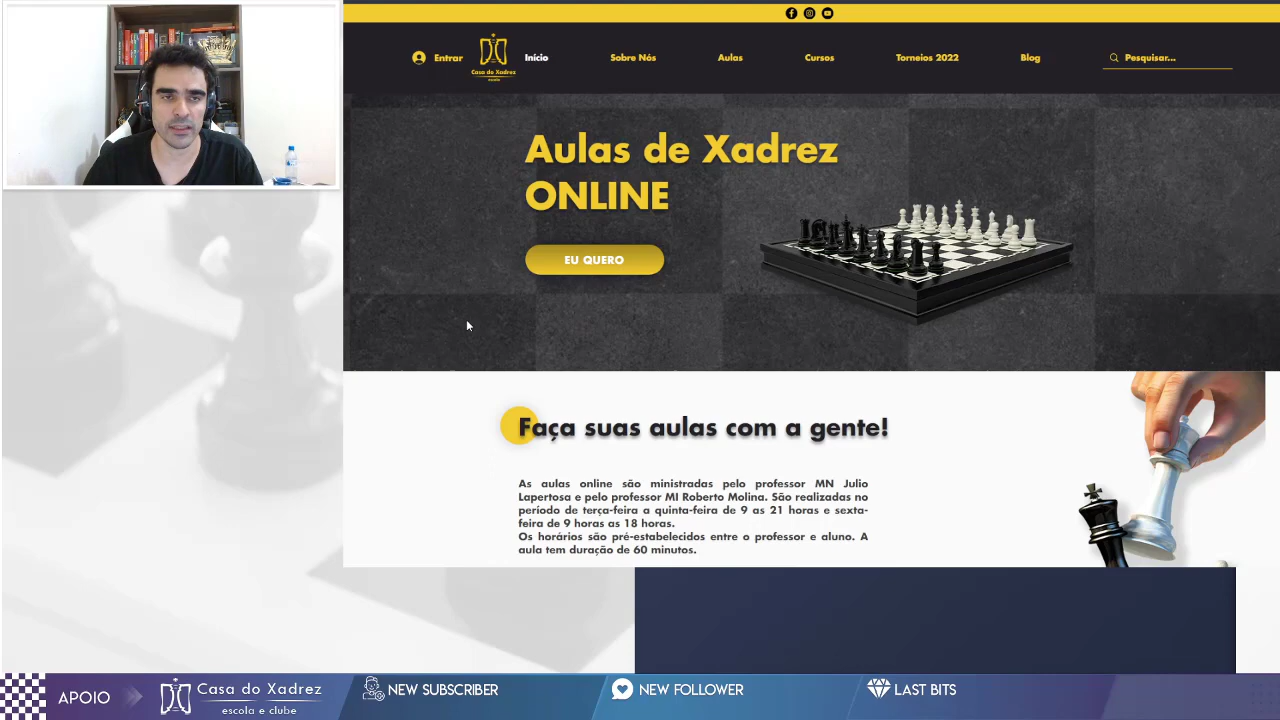 Entrar
Casa do Xadrez
escola
Início
Sobre Nós
Aulas
Cursos
Torneios 2022
Blog
Pesquisar...
Aulas de Xadrez
ONLINE
EU QUERO
Faça suas aulas com a gente!
As aulas online são ministradas pelo professor MN Julio
Lapertosa e pelo professor MI Roberto Molina. São realizadas no
período de terça-feira a quinta-feira de 9 as 21 horas e sexta-
feira de 9 horas as 18 horas.
Os horários são pré-estabelecidos entre o professor e aluno. A
aula tem duração de 60 minutos.
APOIO
Casa do Xadrez
escola e clube
NEW SUBSCRIBER
NEW FOLLOWER
LAST BITS